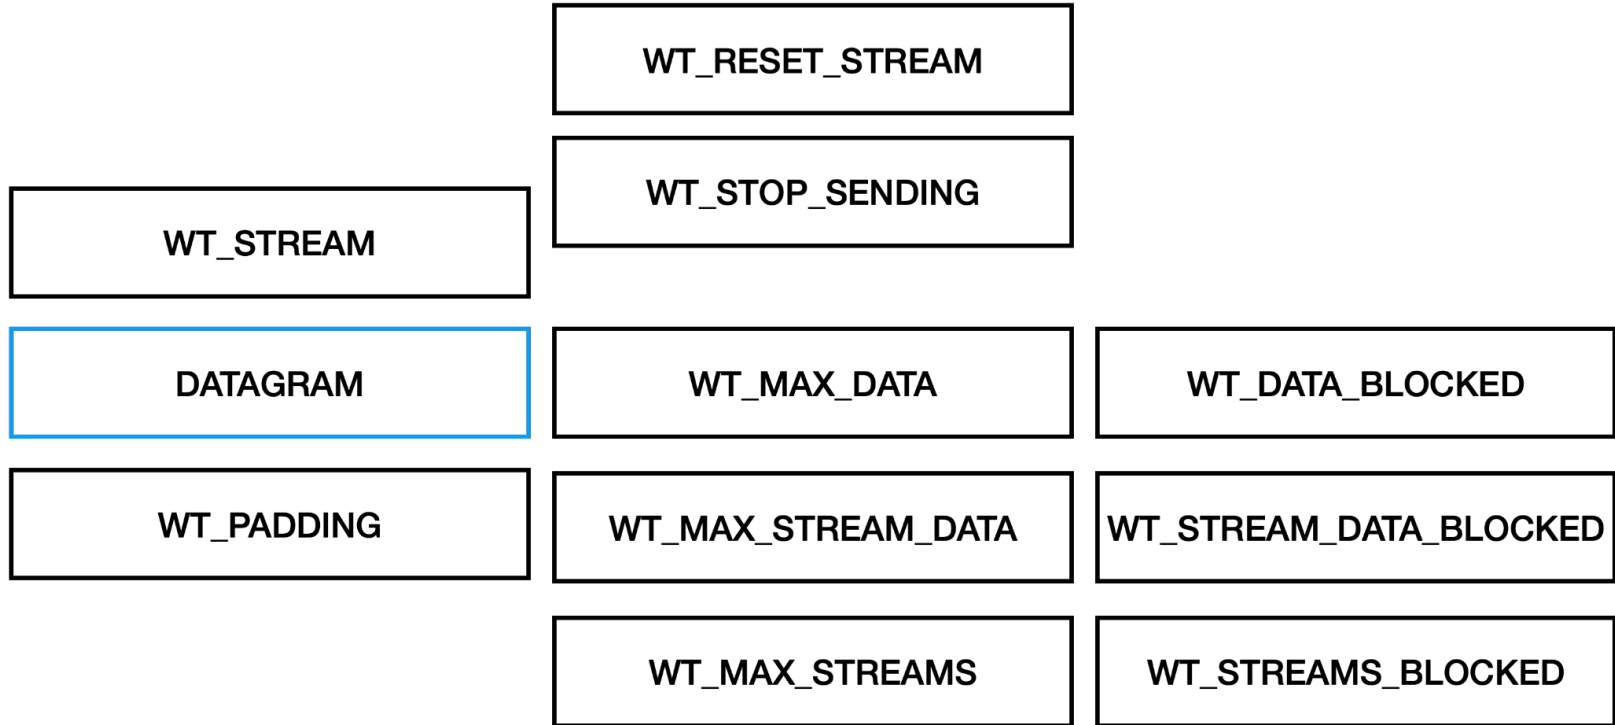 WT_RESET_STREAM
WT_STOP_SENDING
WT_STREAM
DATAGRAM
WT_MAX_DATA
WT_DATA_BLOCKED
WT_PADDING
WT_MAX_STREAM_DATA
WT_STREAM_DATA_BLOCKED
WT_MAX_STREAMS
WT_STREAMS_BLOCKED